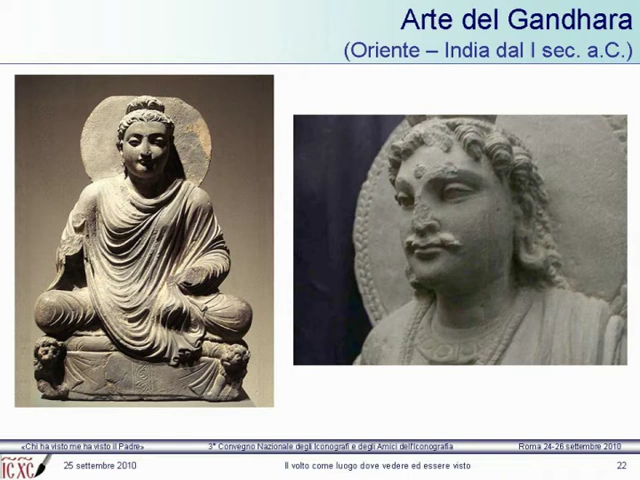 Arte del Gandhara
(Oriente – India dal I sec. a.C.)
«Chi ha visto me ha visto il Padre» 3° Convegno Nazionale degli Iconografi e degli Amici dell'Iconografia Roma 24-26 settembre 2010
IC XC 25 settembre 2010 Il volto come luogo dove vedere ed essere visto 22